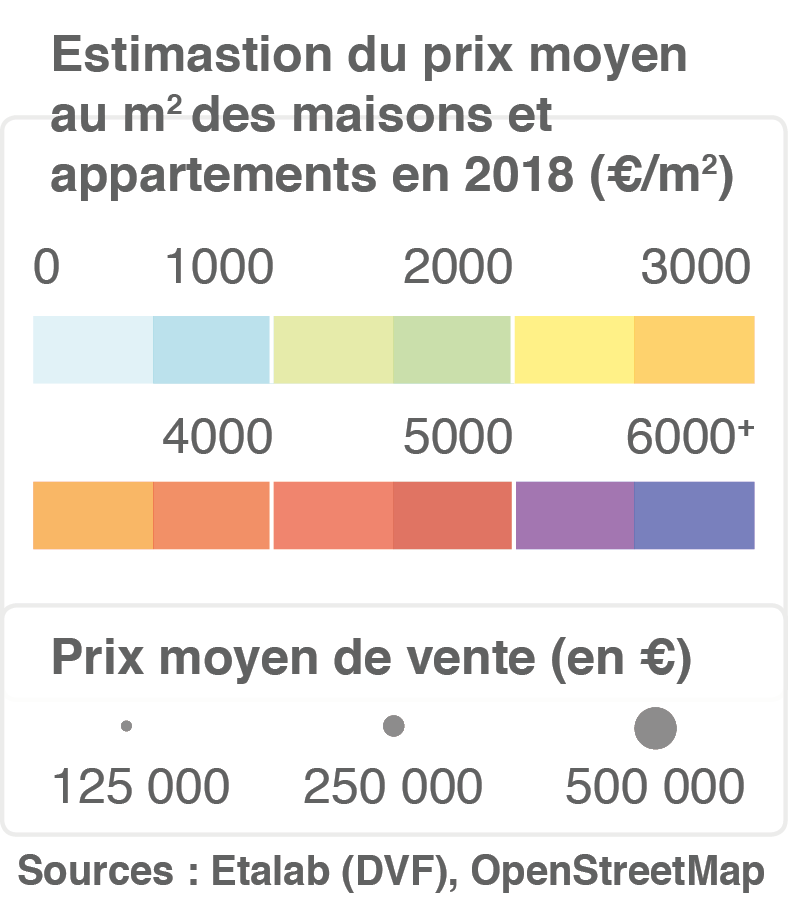 Estimastion du prix moyen
au m² des maisons et
appartements en 2018 (€/m²)
0 1000 2000 3000
4000 5000 6000⁺
Prix moyen de vente (en €)
125 000 250 000 500 000
Sources : Etalab (DVF), OpenStreetMap